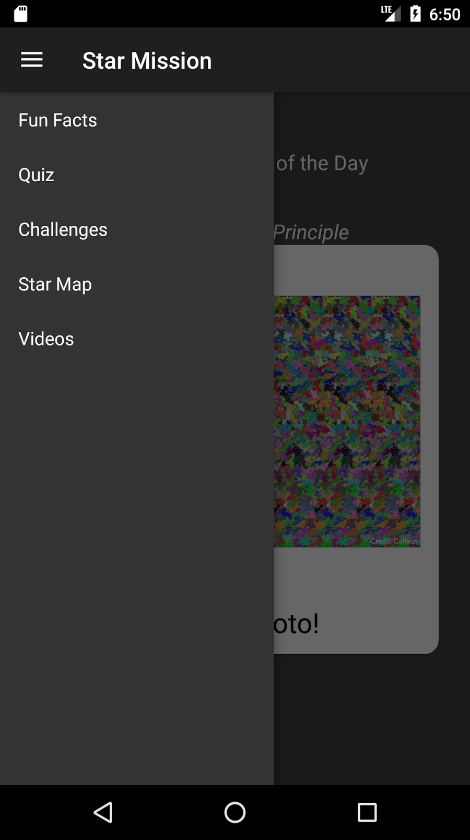 LTE 6:50
Star Mission
Fun Facts
of the Day
Quiz
Challenges
Principle
Star Map
Videos
oto!